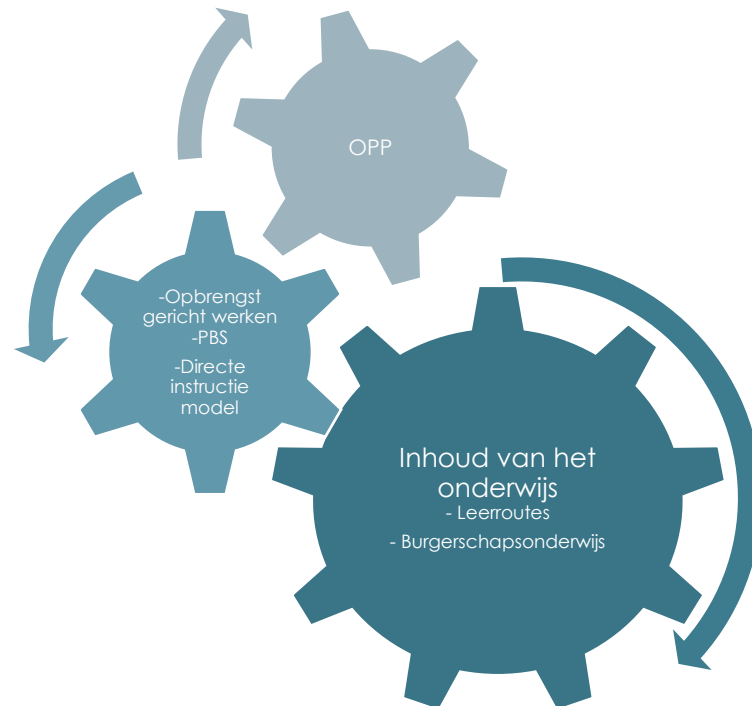 OPP
-Opbrengst
gericht werken
-PBS
-Directe
instructie
model
Inhoud van het
onderwijs
- Leerroutes
- Burgerschapsonderwijs